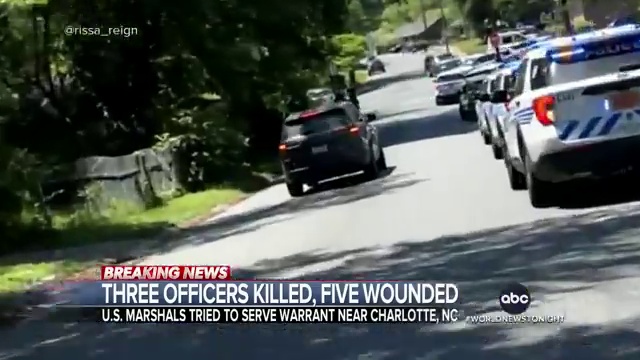 @rissa_reign
BREAKING NEWS
THREE OFFICERS KILLED, FIVE WOUNDED
abc
U.S. MARSHALS TRIED TO SERVE WARRANT NEAR CHARLOTTE, NC
#WORLDNEWSTONIGHT